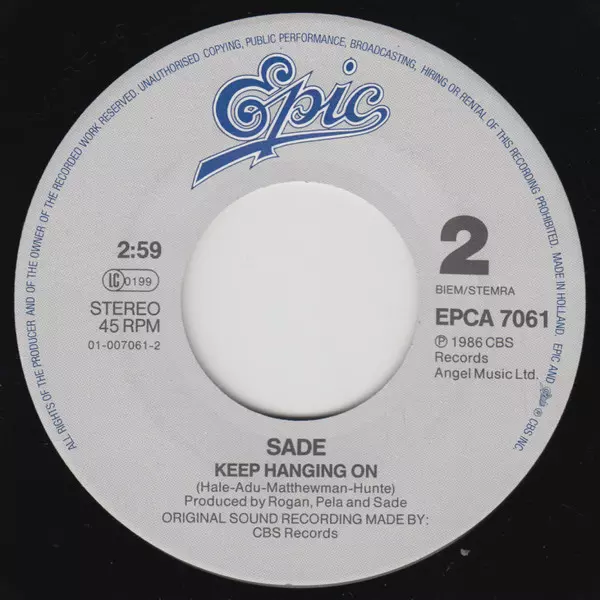 ALL RIGHTS OF THE PRODUCER AND OF THE OWNER OF THE RECORDED WORK RESERVED. UNAUTHORISED COPYING, PUBLIC PERFORMANCE, BROADCASTING, HIRING OR RENTAL OF THIS RECORDING PROHIBITED. MADE IN HOLLAND. EPIC AND ® CBS INC.
Epic
2:59
LC 0199
STEREO
45 RPM
01-007061-2
2
BIEM/STEMRA
EPCA 7061
℗ 1986 CBS
Records
Angel Music Ltd.
SADE
KEEP HANGING ON
(Hale-Adu-Matthewman-Hunte)
Produced by Rogan, Pela and Sade
ORIGINAL SOUND RECORDING MADE BY:
CBS Records